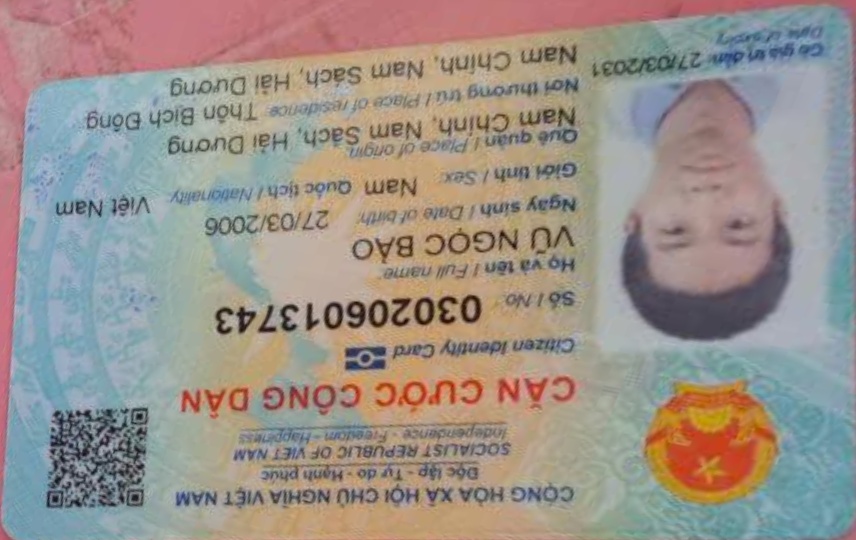 CỘNG HÒA XÃ HỘI CHỦ NGHĨA VIỆT NAM
Độc lập - Tự do - Hạnh phúc
SOCIALIST REPUBLIC OF VIET NAM
Independence - Freedom - Happiness
CĂN CƯỚC CÔNG DÂN
Citizen Identity Card
Số / No: 030206013743
Họ và tên / Full name:
VŨ NGỌC BẢO
Ngày sinh / Date of birth: 27/03/2006
Giới tính / Sex: Nam Quốc tịch / Nationality: Việt Nam
Quê quán / Place of origin:
Nam Chính, Nam Sách, Hải Dương
Nơi thường trú / Place of residence: Thôn Bịch Đông
Nam Chính, Nam Sách, Hải Dương
Có giá trị đến: 27/03/2031
Date of expiry